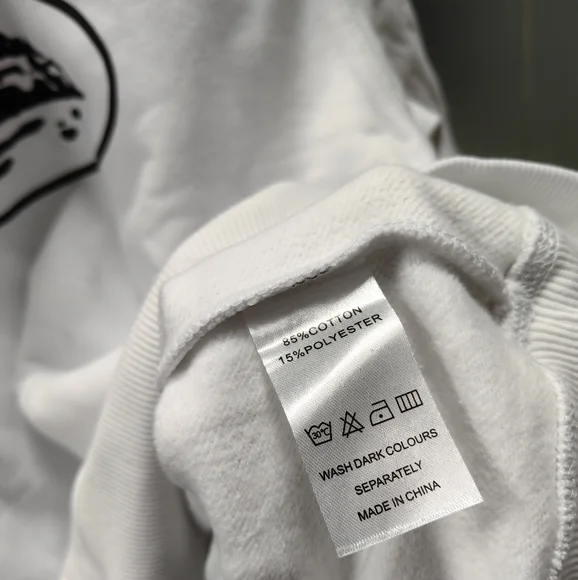 85%COTTON
15%POLYESTER
30℃
WASH DARK COLOURS
SEPARATELY
MADE IN CHINA